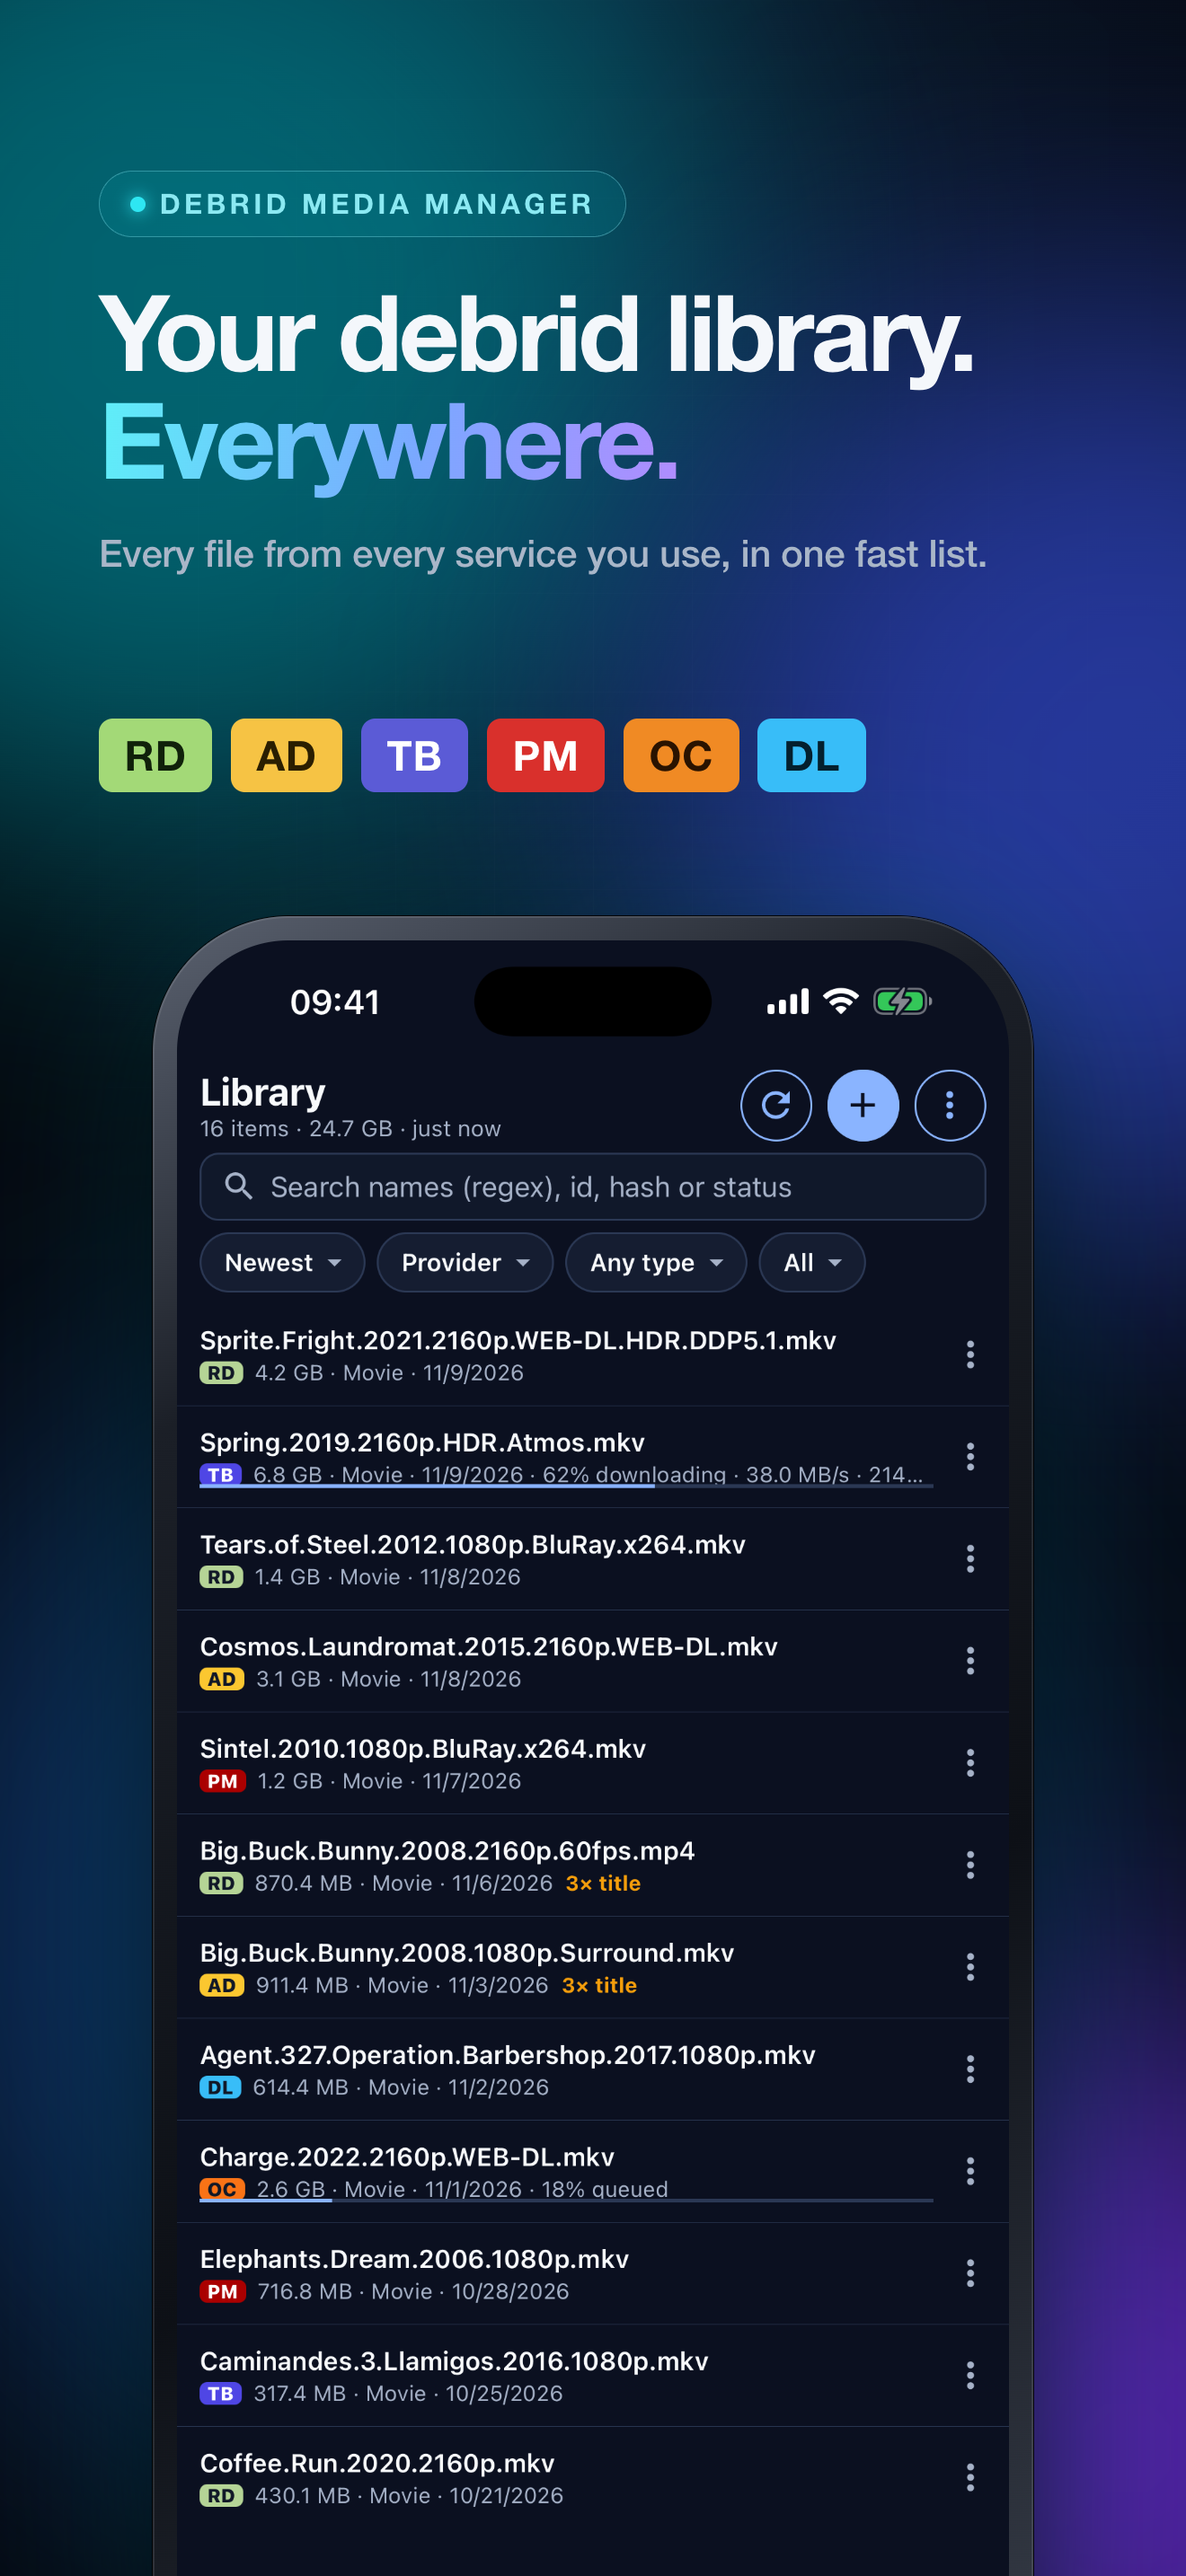 DEBRID MEDIA MANAGER
Your debrid library.
Everywhere.
Every file from every service you use, in one fast list.
RD AD TB PM OC DL
09:41
Library
16 items · 24.7 GB · just now
Search names (regex), id, hash or status
Newest Provider Any type All
Sprite.Fright.2021.2160p.WEB-DL.HDR.DDP5.1.mkv
RD 4.2 GB · Movie · 11/9/2026
Spring.2019.2160p.HDR.Atmos.mkv
TB 6.8 GB · Movie · 11/9/2026 · 62% downloading · 38.0 MB/s · 214...
Tears.of.Steel.2012.1080p.BluRay.x264.mkv
RD 1.4 GB · Movie · 11/8/2026
Cosmos.Laundromat.2015.2160p.WEB-DL.mkv
AD 3.1 GB · Movie · 11/8/2026
Sintel.2010.1080p.BluRay.x264.mkv
PM 1.2 GB · Movie · 11/7/2026
Big.Buck.Bunny.2008.2160p.60fps.mp4
RD 870.4 MB · Movie · 11/6/2026 3× title
Big.Buck.Bunny.2008.1080p.Surround.mkv
AD 911.4 MB · Movie · 11/3/2026 3× title
Agent.327.Operation.Barbershop.2017.1080p.mkv
DL 614.4 MB · Movie · 11/2/2026
Charge.2022.2160p.WEB-DL.mkv
OC 2.6 GB · Movie · 11/1/2026 · 18% queued
Elephants.Dream.2006.1080p.mkv
PM 716.8 MB · Movie · 10/28/2026
Caminandes.3.Llamigos.2016.1080p.mkv
TB 317.4 MB · Movie · 10/25/2026
Coffee.Run.2020.2160p.mkv
RD 430.1 MB · Movie · 10/21/2026